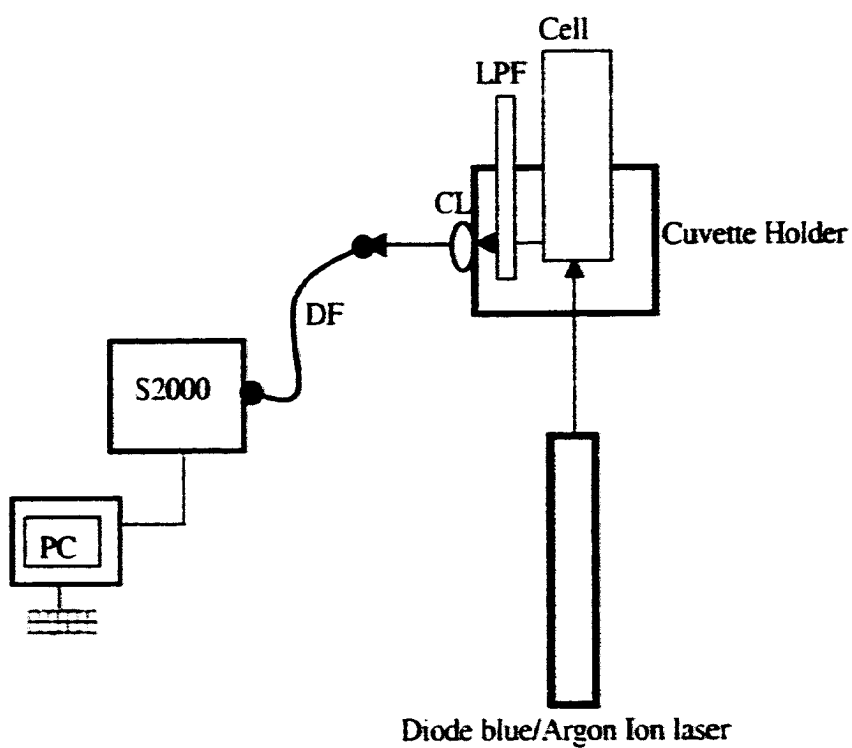 Cell
LPF
CL
Cuvette Holder
DF
S2000
PC
Diode blue/Argon Ion laser